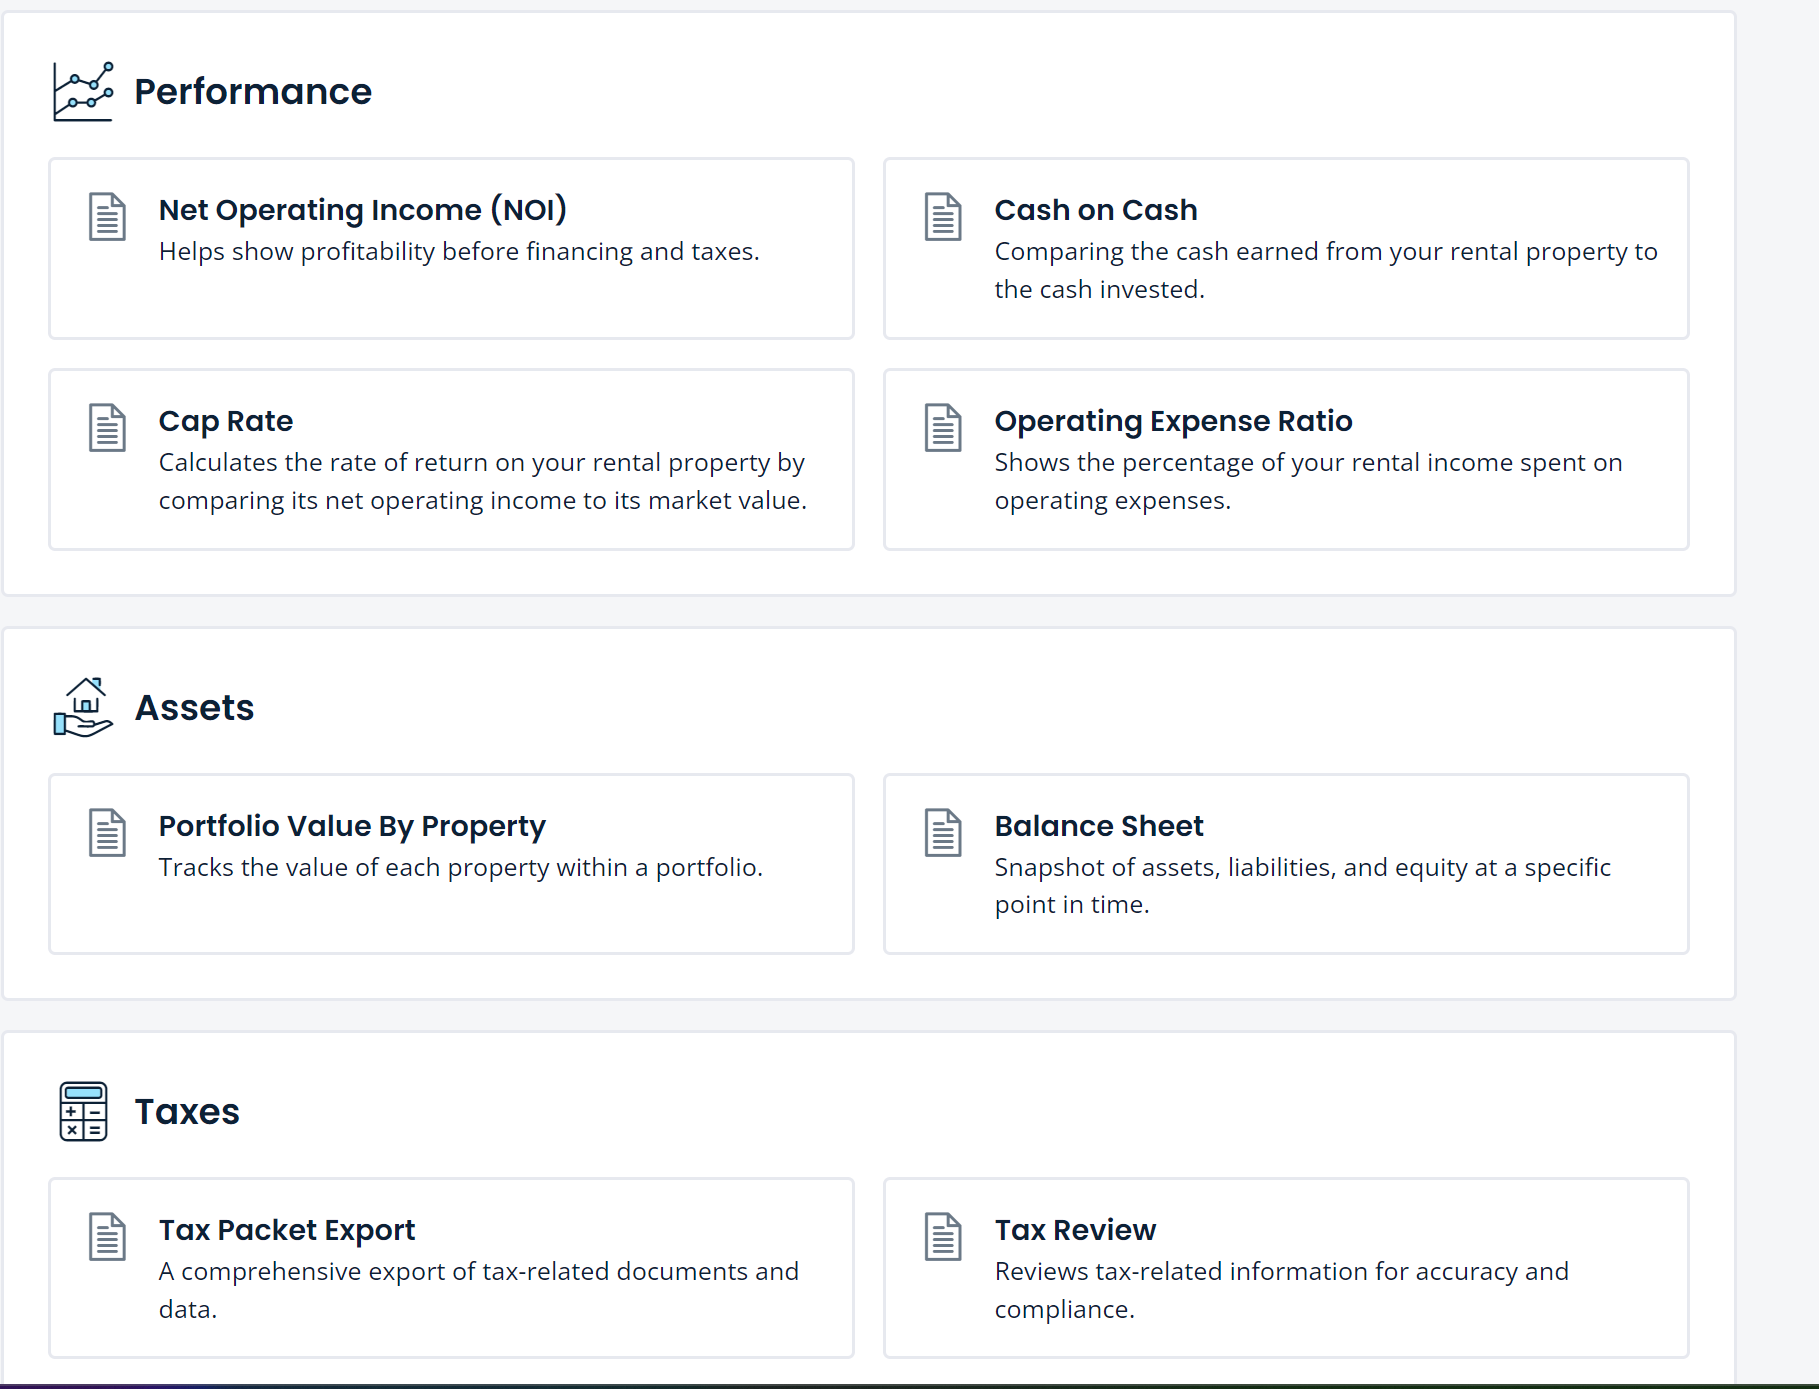 Performance
Net Operating Income (NOI)
Helps show profitability before financing and taxes.
Cash on Cash
Comparing the cash earned from your rental property to
the cash invested.
Cap Rate
Calculates the rate of return on your rental property by
comparing its net operating income to its market value.
Operating Expense Ratio
Shows the percentage of your rental income spent on
operating expenses.
Assets
Portfolio Value By Property
Tracks the value of each property within a portfolio.
Balance Sheet
Snapshot of assets, liabilities, and equity at a specific
point in time.
Taxes
Tax Packet Export
A comprehensive export of tax-related documents and
data.
Tax Review
Reviews tax-related information for accuracy and
compliance.